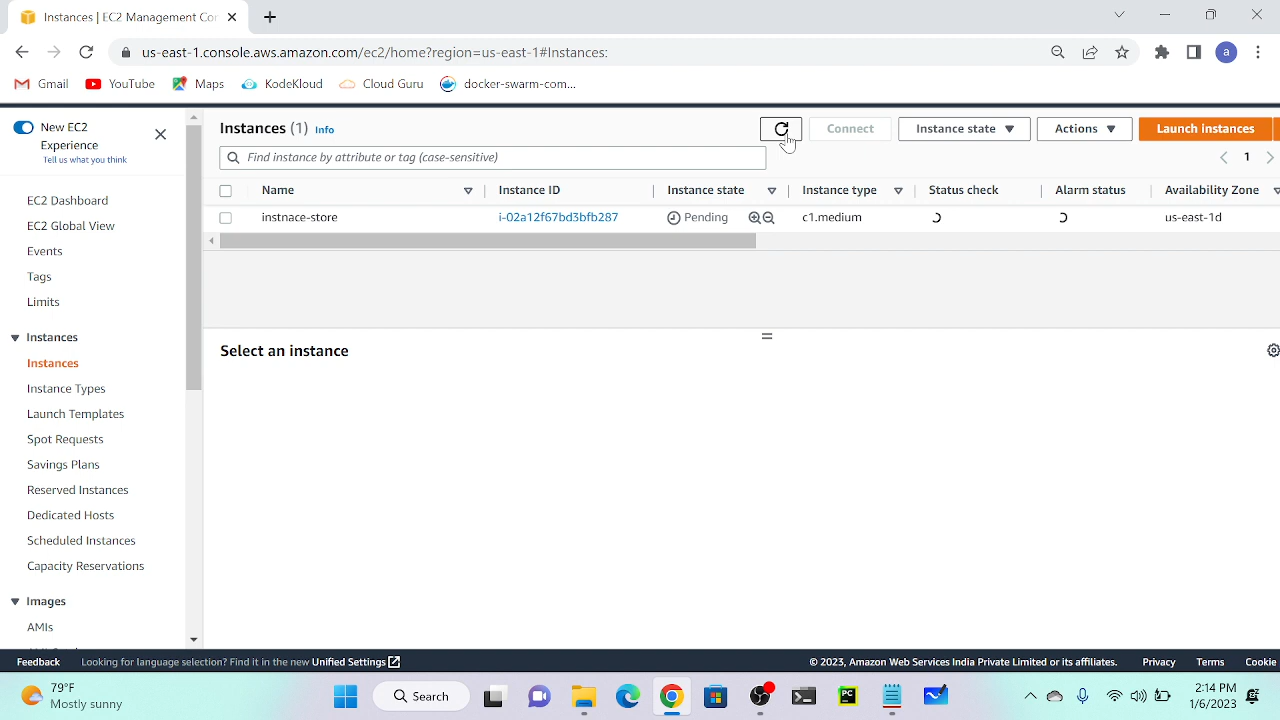 Instances | EC2 Management Cor
us-east-1.console.aws.amazon.com/ec2/home?region=us-east-1#Instances:
a
Gmail YouTube Maps KodeKloud Cloud Guru docker-swarm-com...
New EC2
Experience
Tell us what you think
EC2 Dashboard
EC2 Global View
Events
Tags
Limits
Instances
Instances
Instance Types
Launch Templates
Spot Requests
Savings Plans
Reserved Instances
Dedicated Hosts
Scheduled Instances
Capacity Reservations
Images
AMIs
Instances (1) Info
Connect Instance state Actions Launch instances
Find instance by attribute or tag (case-sensitive)
1
Name Instance ID Instance state Instance type Status check Alarm status Availability Zone
instnace-store i-02a12f67bd3bfb287 Pending c1.medium us-east-1d
Select an instance
Feedback Looking for language selection? Find it in the new Unified Settings © 2023, Amazon Web Services India Private Limited or its affiliates. Privacy Terms Cookie
79°F
Mostly sunny
Search
PC
2:14 PM
1/6/2023